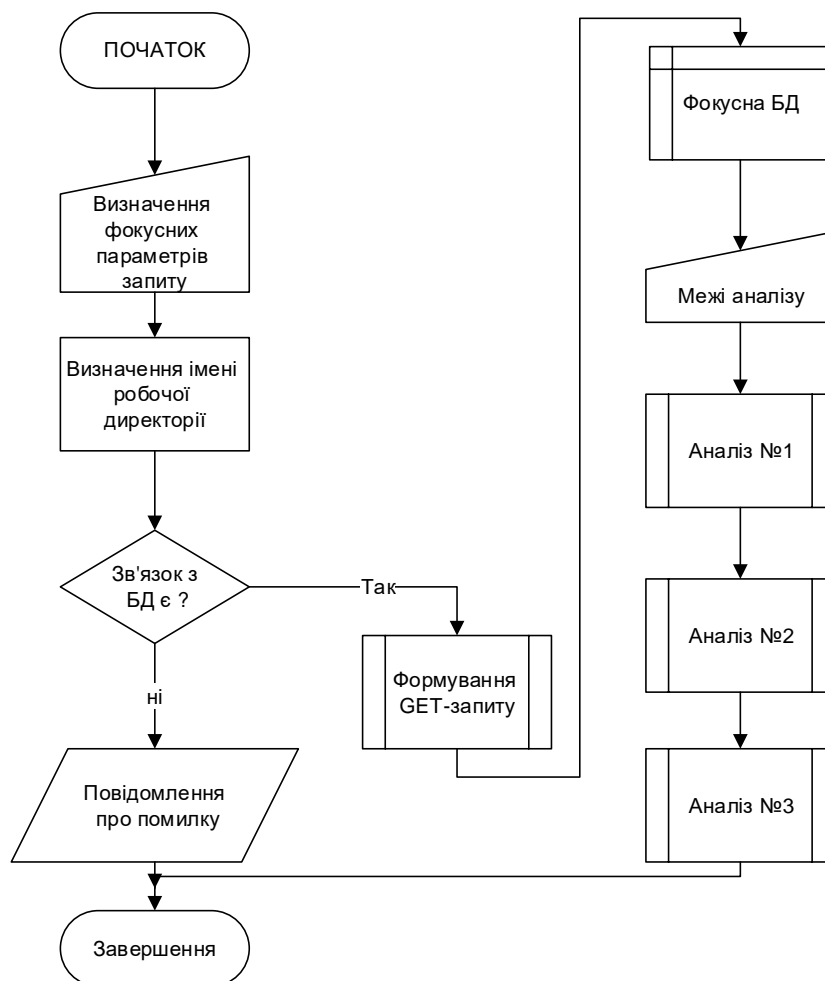 ПОЧАТОК
Визначення
фокусних
параметрів
запиту
Визначення імені
робочої
директорії
Зв'язок з
БД є ?
Так
ні
Формування
GET-запиту
Повідомлення
про помилку
Завершення
Фокусна БД
Межі аналізу
Аналіз №1
Аналіз №2
Аналіз №3